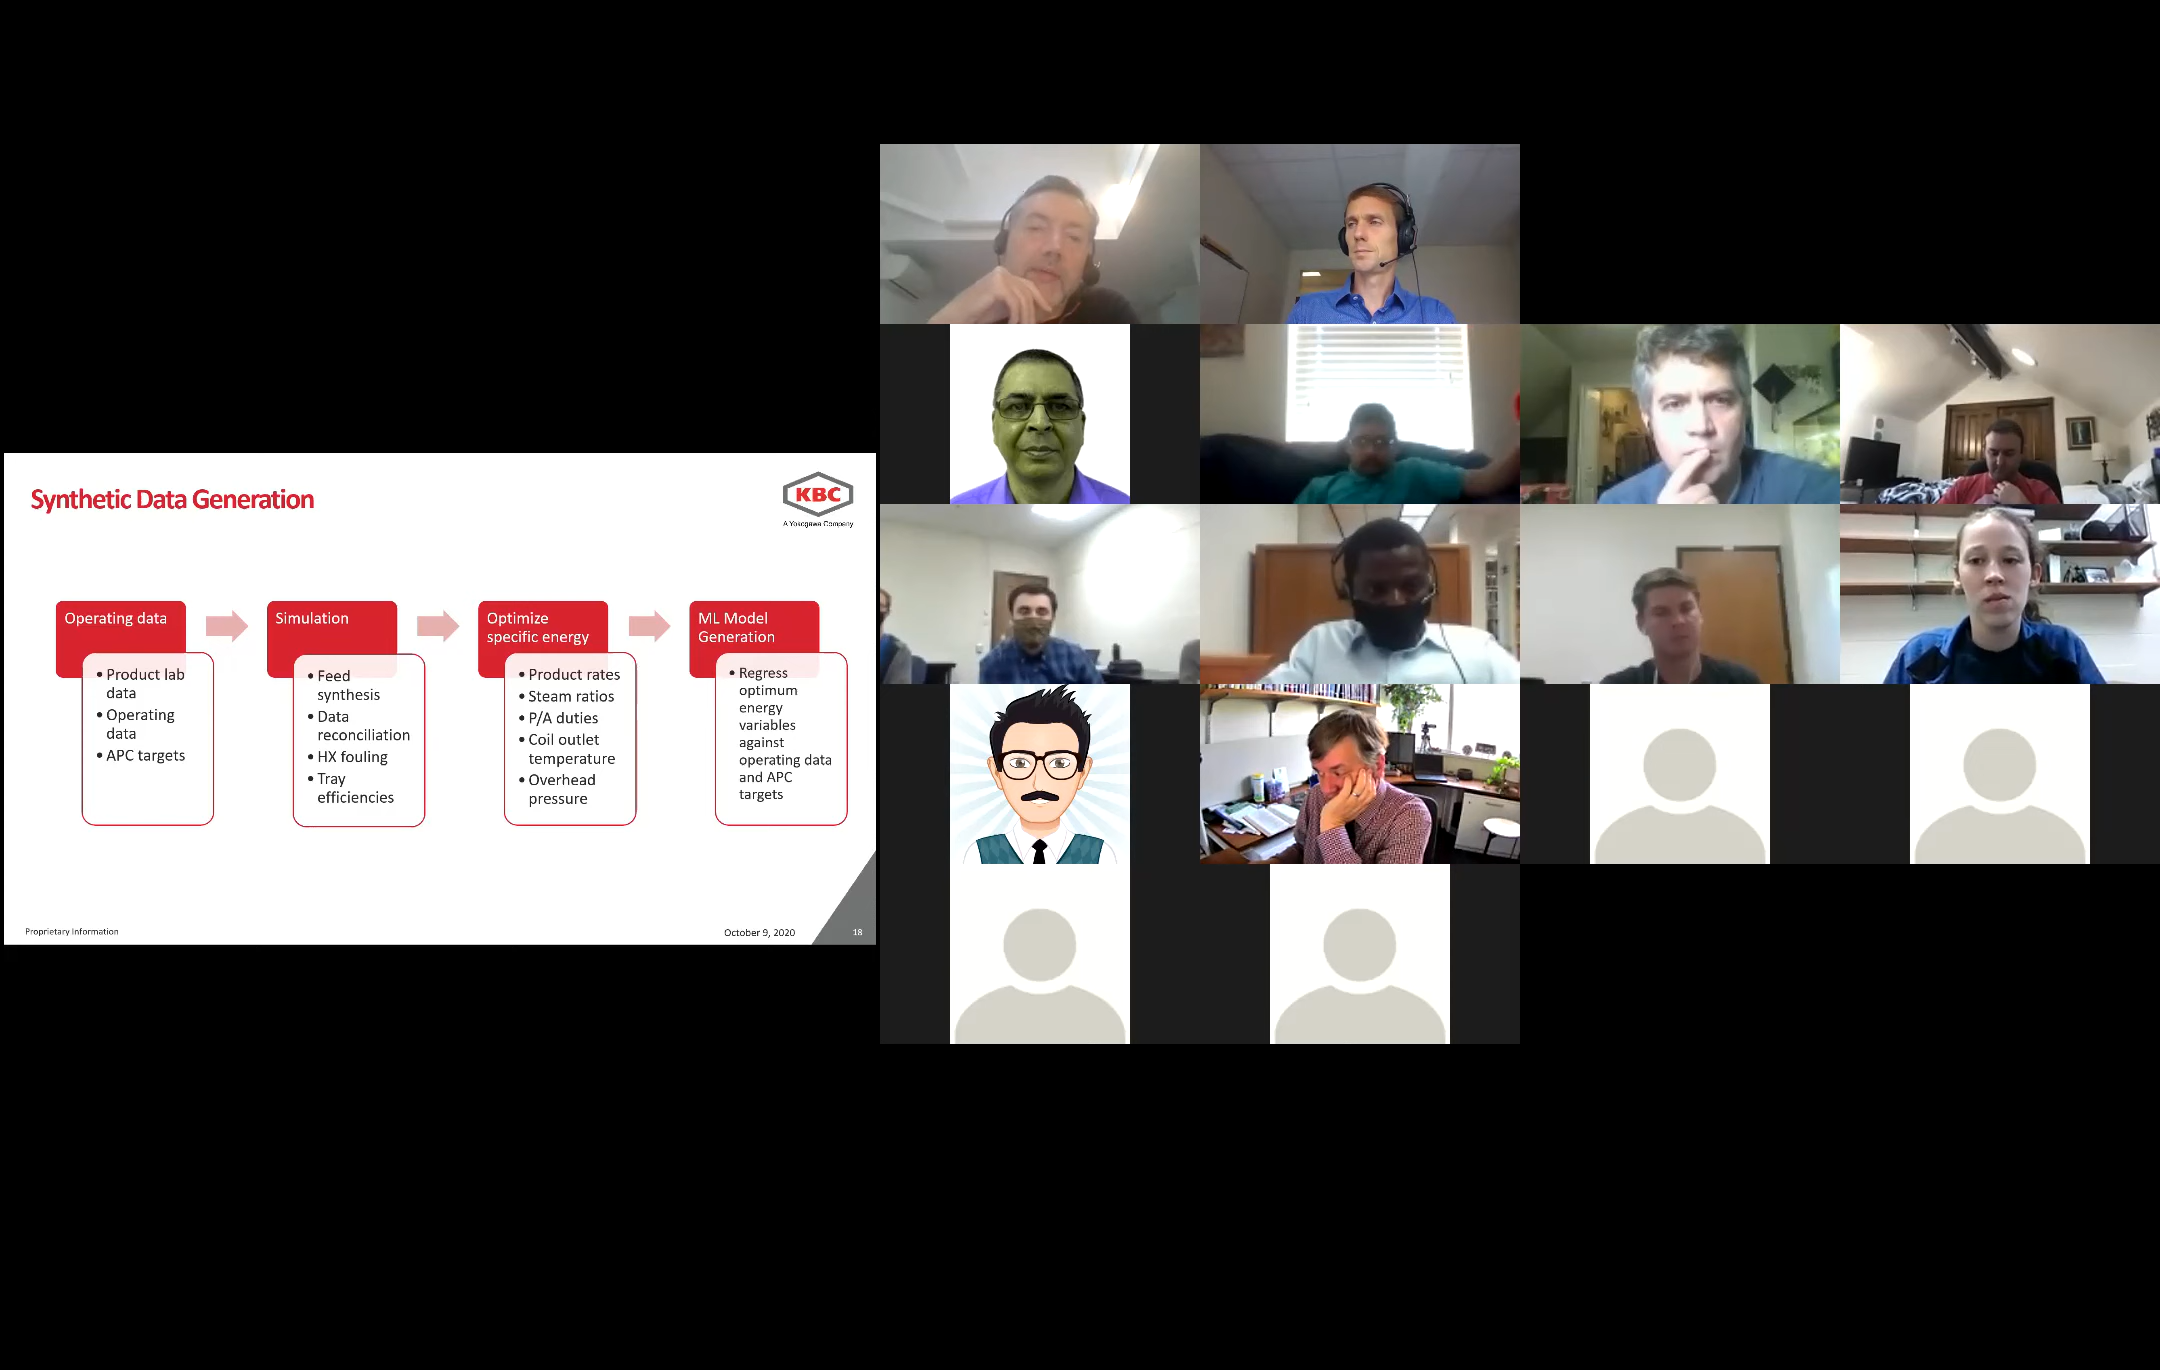 Synthetic Data Generation
KBC
A Yokogawa Company
Operating data
• Product lab
data
• Operating
data
• APC targets
Simulation
• Feed
synthesis
• Data
reconciliation
• HX fouling
• Tray
efficiencies
Optimize
specific energy
• Product rates
• Steam ratios
• P/A duties
• Coil outlet
temperature
• Overhead
pressure
ML Model
Generation
• Regress
optimum
energy
variables
against
operating data
and APC
targets
Proprietary Information
October 9, 2020
18